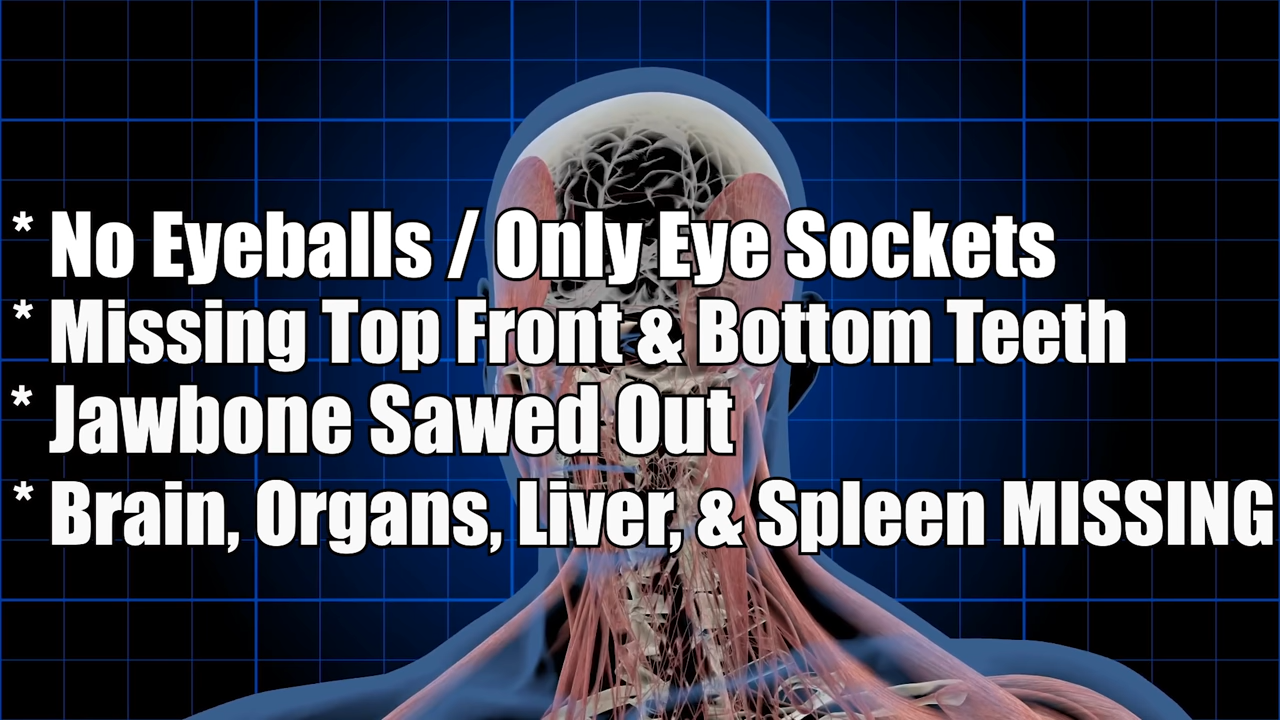 * No Eyeballs / Only Eye Sockets
* Missing Top Front & Bottom Teeth
* Jawbone Sawed Out
* Brain, Organs, Liver, & Spleen MISSING